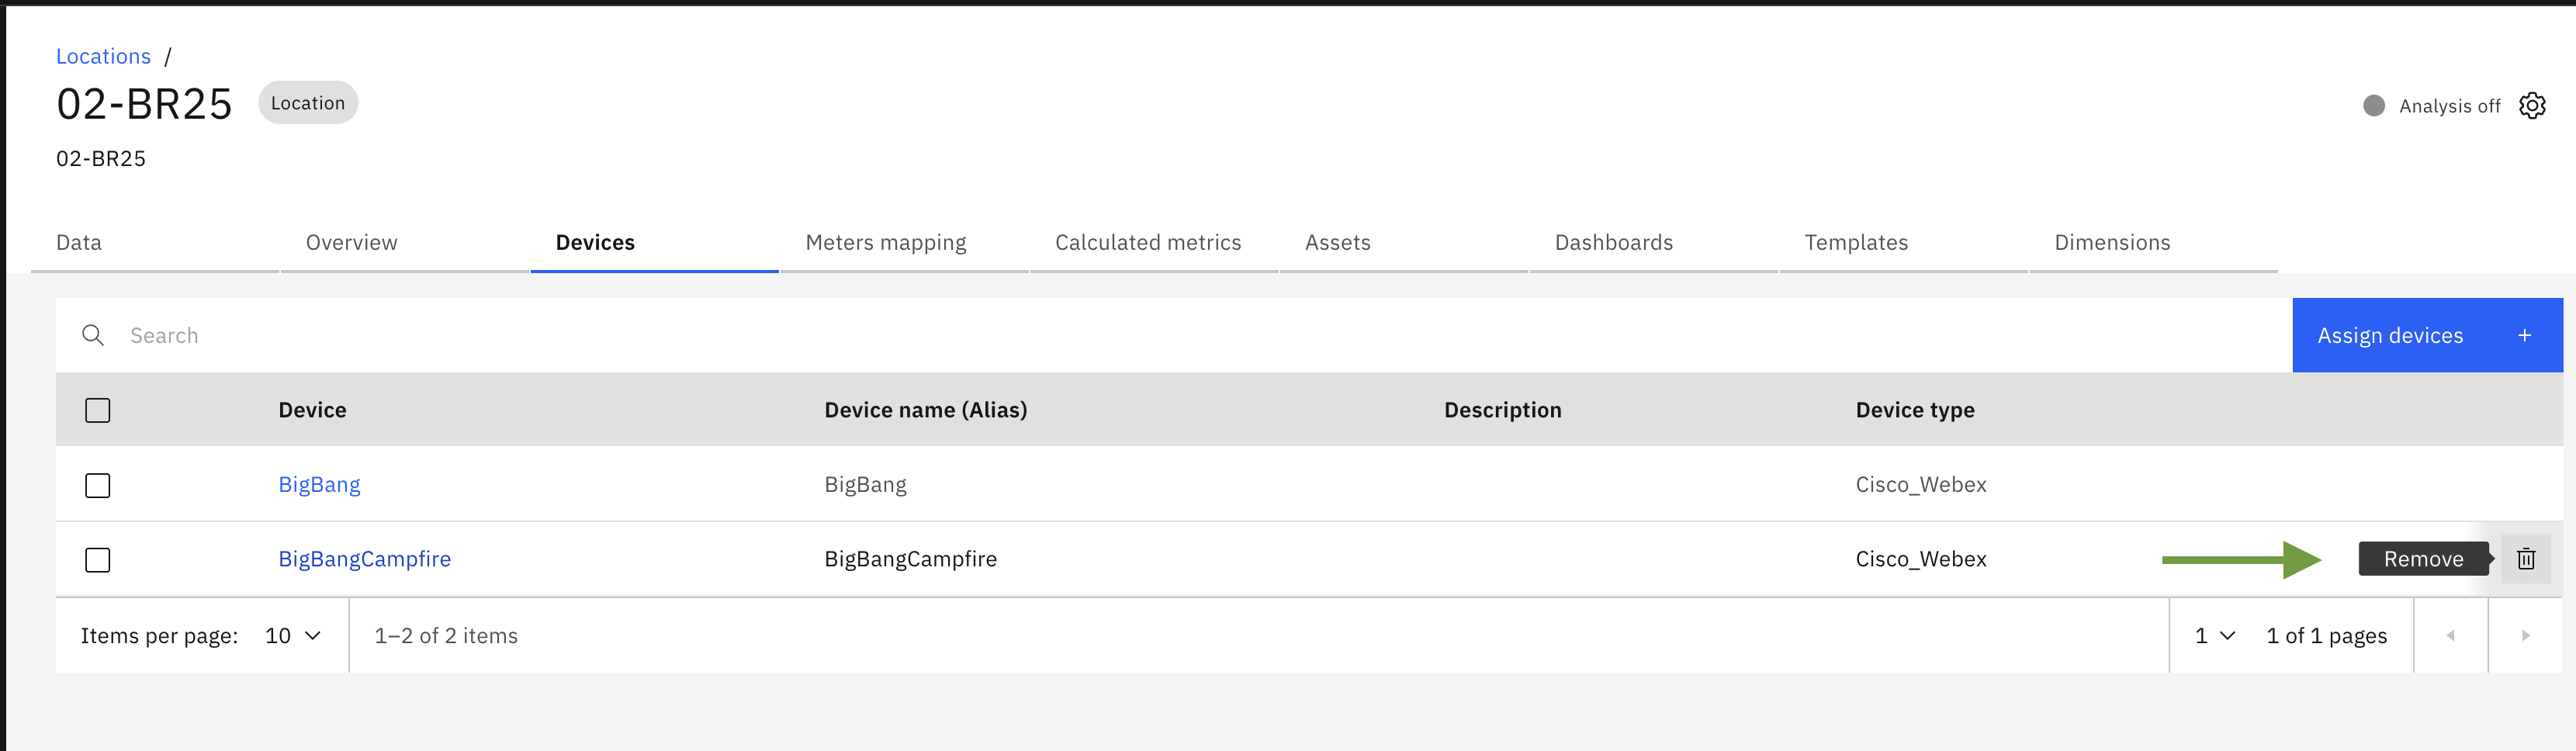 Locations /
02-BR25 Location
Analysis off
02-BR25
Data Overview Devices Meters mapping Calculated metrics Assets Dashboards Templates Dimensions
Search
Assign devices +
Device Device name (Alias) Description Device type
BigBang BigBang Cisco_Webex
BigBangCampfire BigBangCampfire Cisco_Webex Remove
Items per page: 10 1–2 of 2 items 1 1 of 1 pages